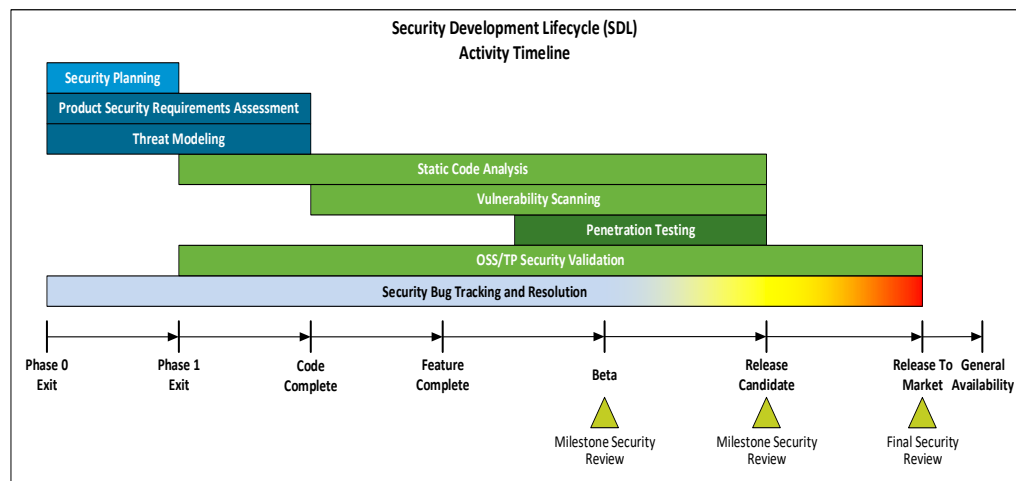 Security Development Lifecycle (SDL)
Activity Timeline
Security Planning
Product Security Requirements Assessment
Threat Modeling
Static Code Analysis
Vulnerability Scanning
Penetration Testing
OSS/TP Security Validation
Security Bug Tracking and Resolution
Phase 0
Exit
Phase 1
Exit
Code
Complete
Feature
Complete
Beta
Release
Candidate
Release To
Market
General
Availability
Milestone Security
Review
Milestone Security
Review
Final Security
Review